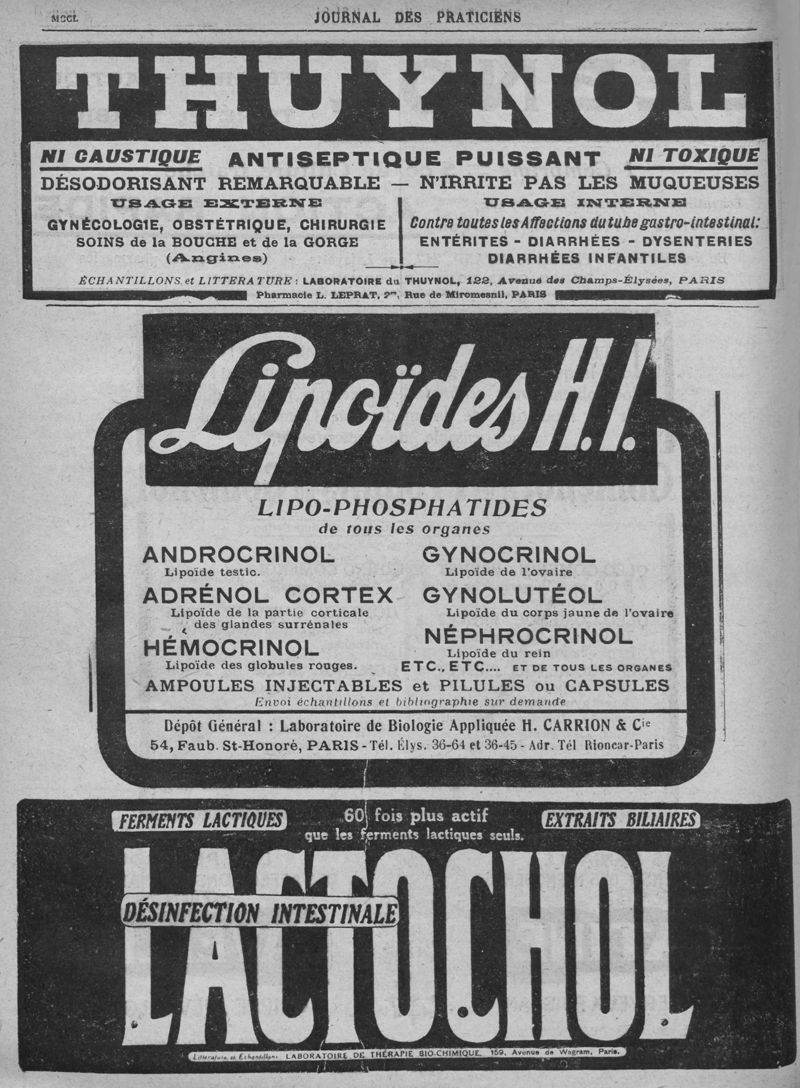 MCCL
JOURNAL DES PRATICIENS
THUYNOL
NI CAUSTIQUE ANTISEPTIQUE PUISSANT NI TOXIQUE
DÉSODORISANT REMARQUABLE — N'IRRITE PAS LES MUQUEUSES
USAGE EXTERNE
GYNÉCOLOGIE, OBSTÉTRIQUE, CHIRURGIE
SOINS de la BOUCHE et de la GORGE
(Angines)
USAGE INTERNE
Contre toutes les Affections du tube gastro-intestinal:
ENTÉRITES - DIARRHÉES - DYSENTERIES
DIARRHÉES INFANTILES
ÉCHANTILLONS et LITTERATURE : LABORATOIRE du THUYNOL, 122, Avenue des Champs-Élysées, PARIS
Pharmacie L. LEPRAT, Rue de Miromesnil, PARIS
Lipoïdes H.I.
LIPO-PHOSPHATIDES
de tous les organes
ANDROCRINOL
Lipoïde testic.
ADRÉNOL CORTEX
Lipoïde de la partie corticale
des glandes surrénales
HÉMOCRINOL
Lipoïde des globules rouges.
GYNOCRINOL
Lipoïde de l'ovaire
GYNOLUTÉOL
Lipoïde du corps jaune de l'ovaire
NÉPHROCRINOL
Lipoïde du rein
ETC., ETC.... ET DE TOUS LES ORGANES
AMPOULES INJECTABLES et PILULES ou CAPSULES
Envoi échantillons et bibliographie sur demande
Dépôt Général : Laboratoire de Biologie Appliquée H. CARRION & Cie
54, Faub. St-Honoré, PARIS - Tél. Élys. 36-64 et 36-45 - Adr. Tél Rioncar-Paris
FERMENTS LACTIQUES
60 fois plus actif
que les ferments lactiques seuls.
EXTRAITS BILIAIRES
LACTOCHOL
DÉSINFECTION INTESTINALE
Littérature et Échantillons: LABORATOIRE DE THÉRAPIE BIO-CHIMIQUE, 159, Avenue de Wagram, Paris.